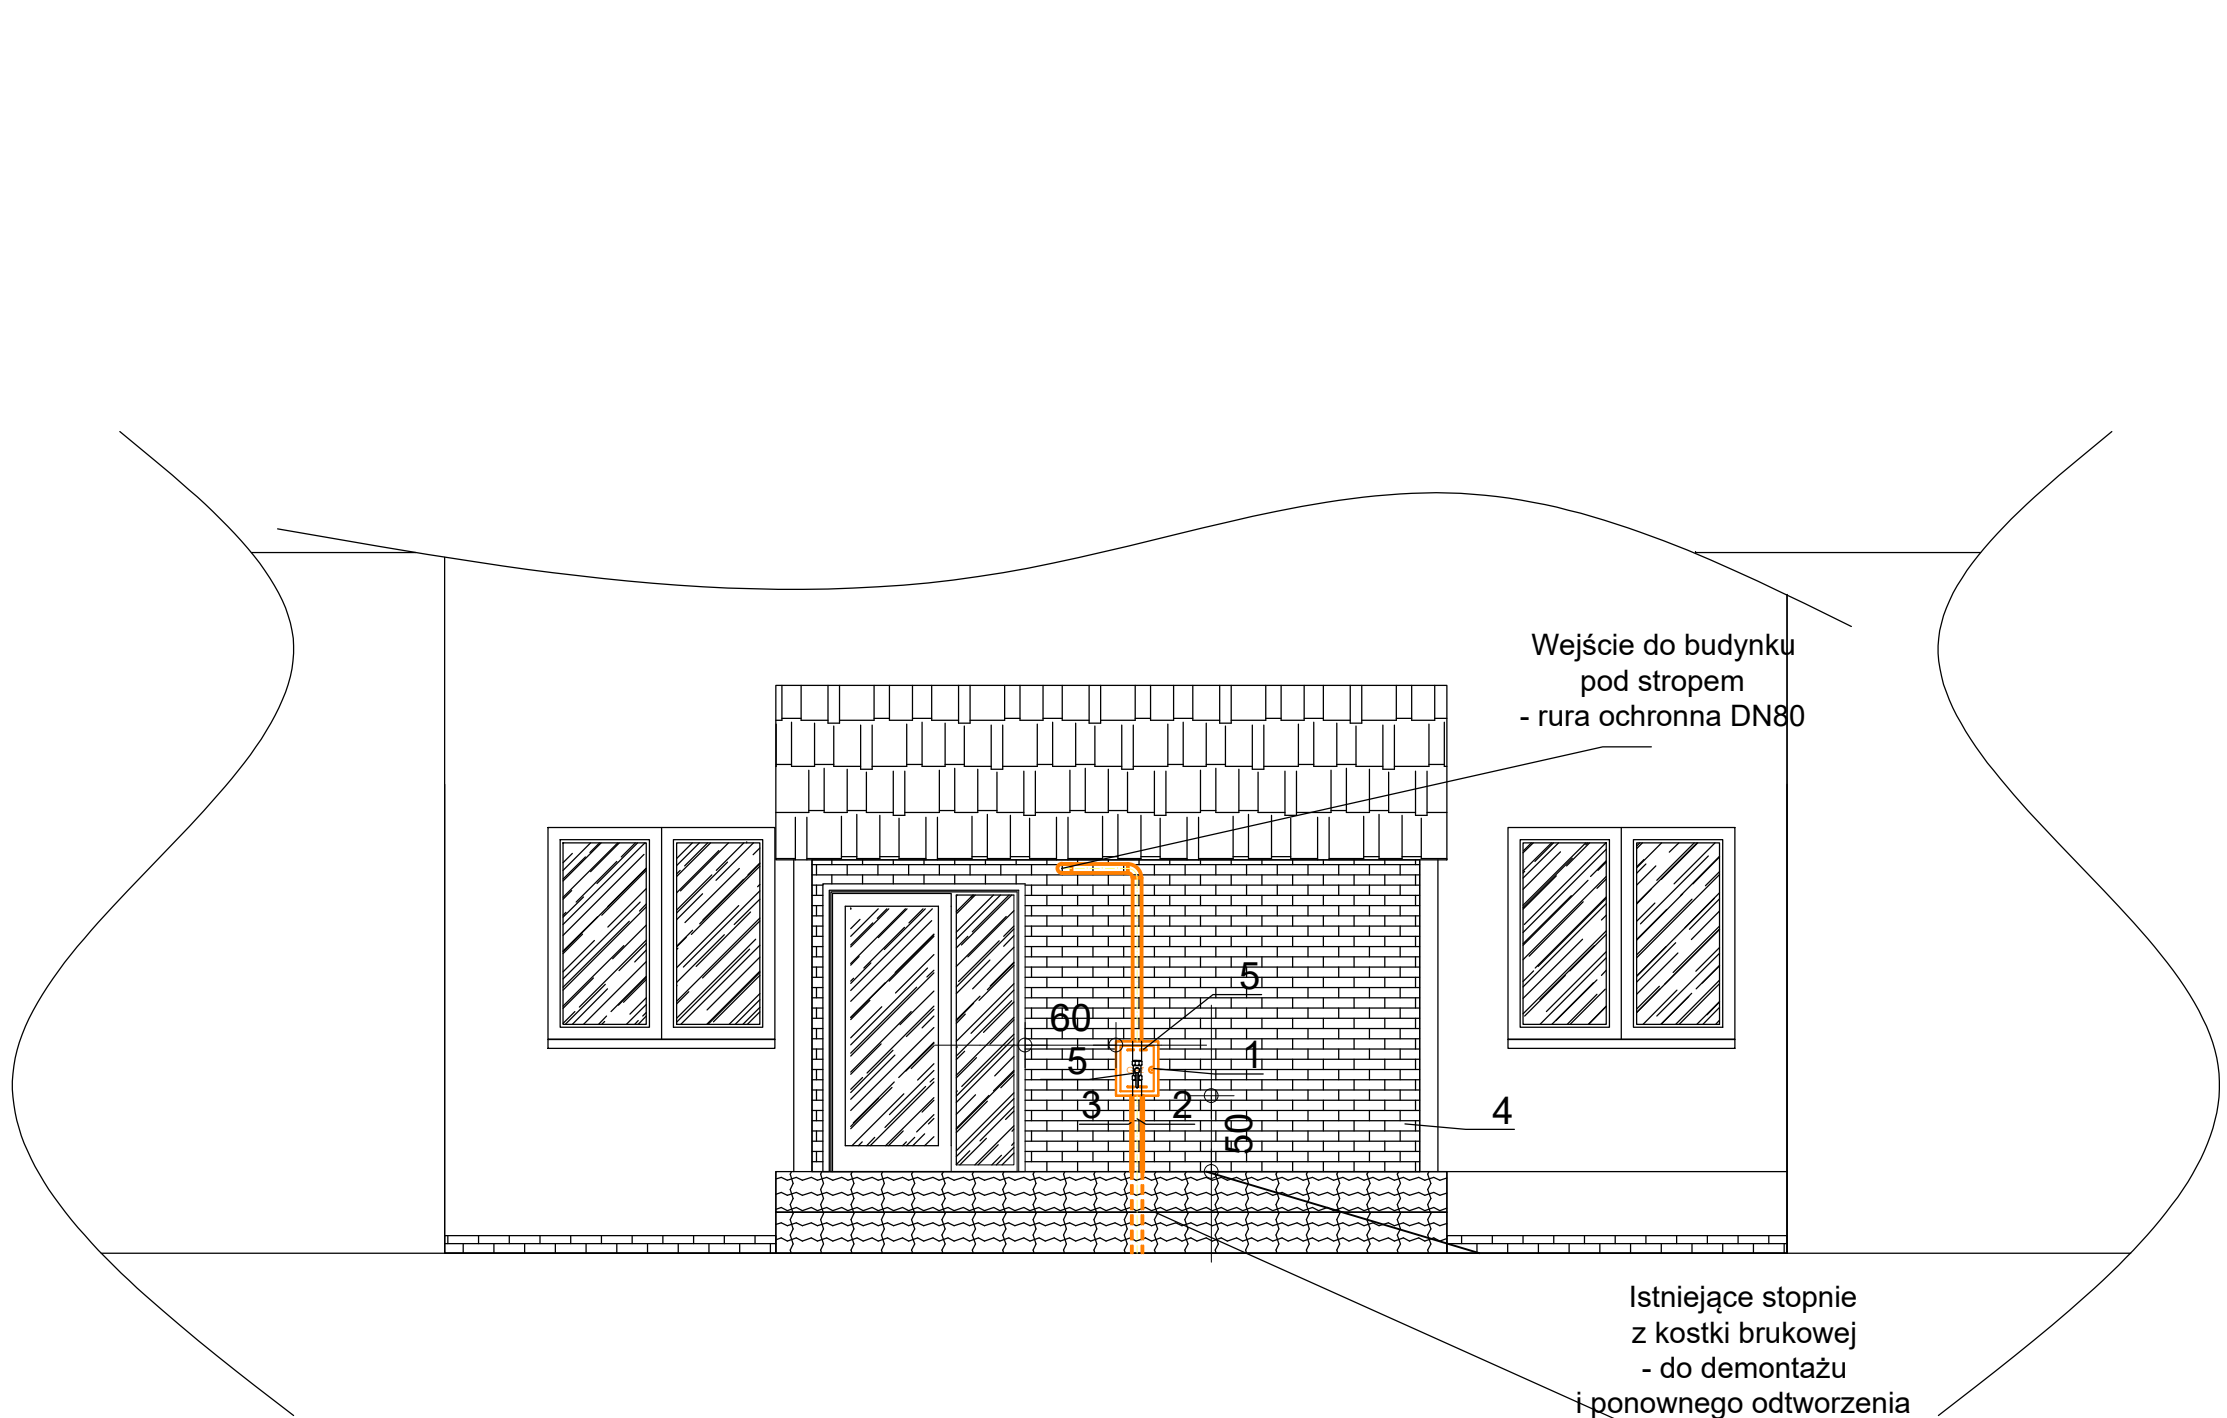 Wejście do budynku
pod stropem
- rura ochronna DN80
5
60
5
1
3
2
4
50
Istniejące stopnie
z kostki brukowej
- do demontażu
i ponownego odtworzenia